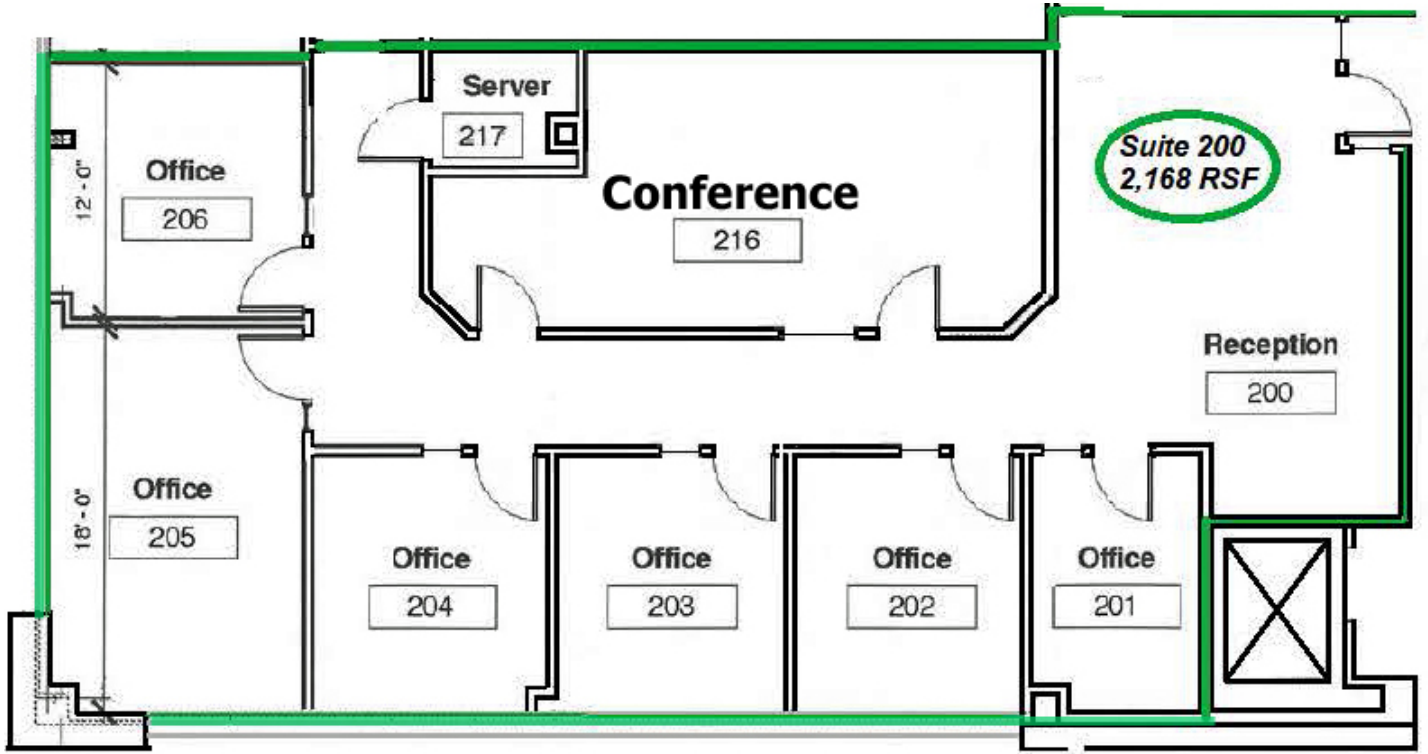 Server
217
Suite 200
2,168 RSF
Office
206
12' - 0"
Conference
216
Reception
200
Office
205
18' - 0"
Office
204
Office
203
Office
202
Office
201